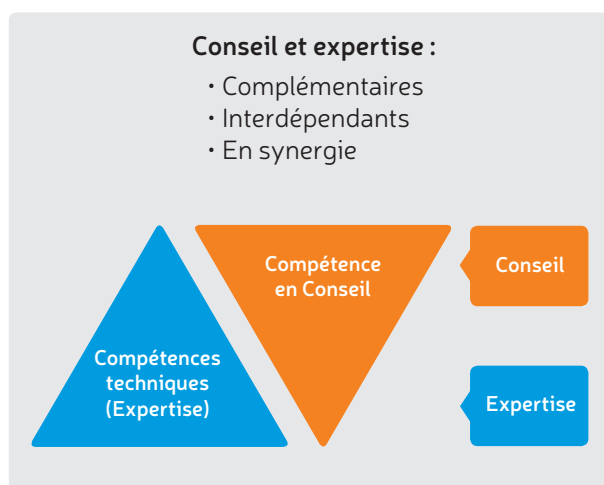 Conseil et expertise :
• Complémentaires
• Interdépendants
• En synergie
Compétence
en Conseil
Conseil
Compétences
techniques
(Expertise)
Expertise